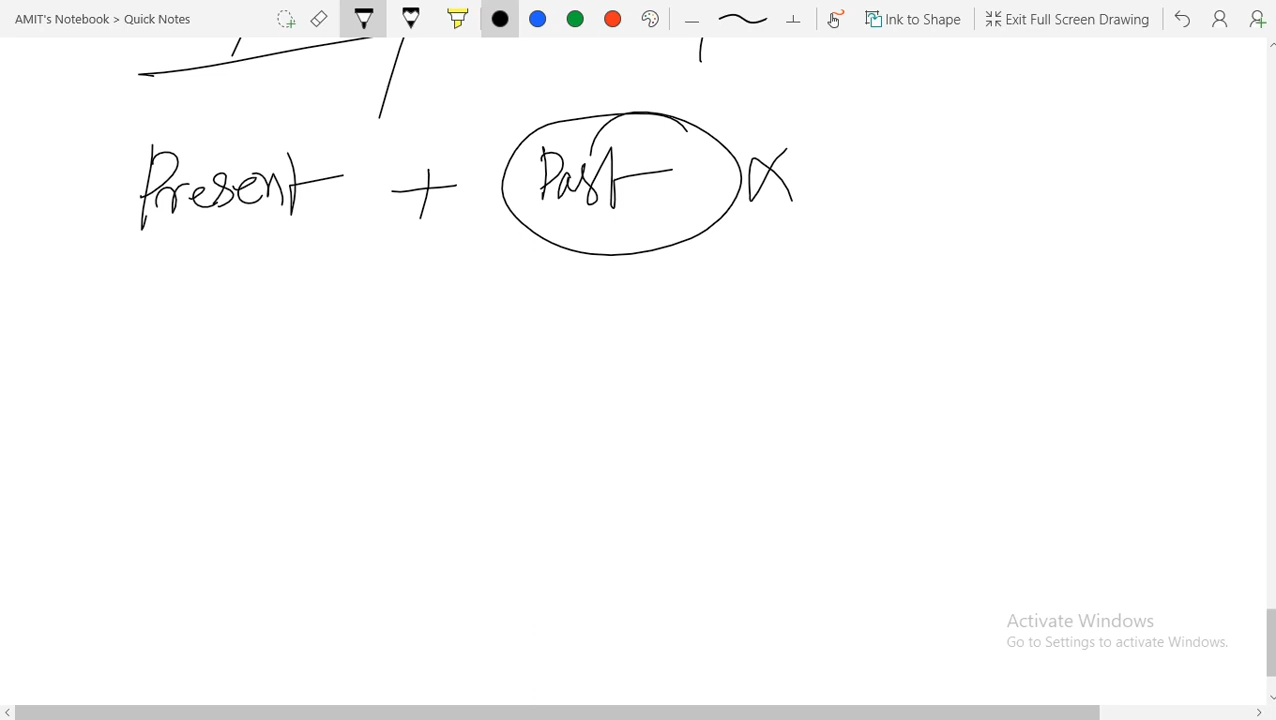 AMIT's Notebook > Quick Notes Ink to Shape Exit Full Screen Drawing
Present + Past X
Activate Windows
Go to Settings to activate Windows.